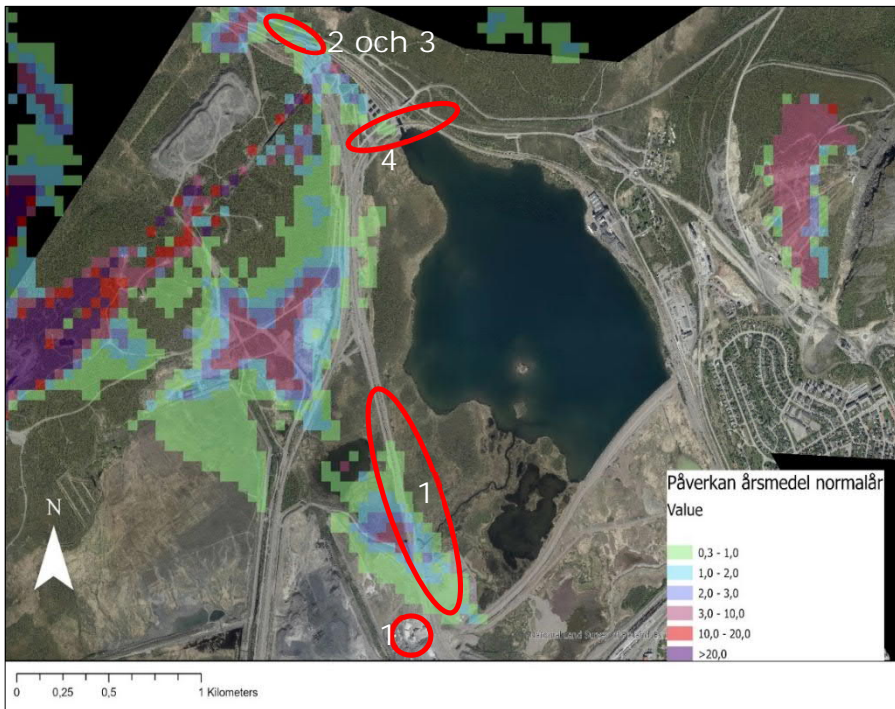 2 och 3
4
1
1
N
Påverkan årsmedel normalår
Value
0,3 - 1,0
1,0 - 2,0
2,0 - 3,0
3,0 - 10,0
10,0 - 20,0
>20,0
0 0,25 0,5 1 Kilometers